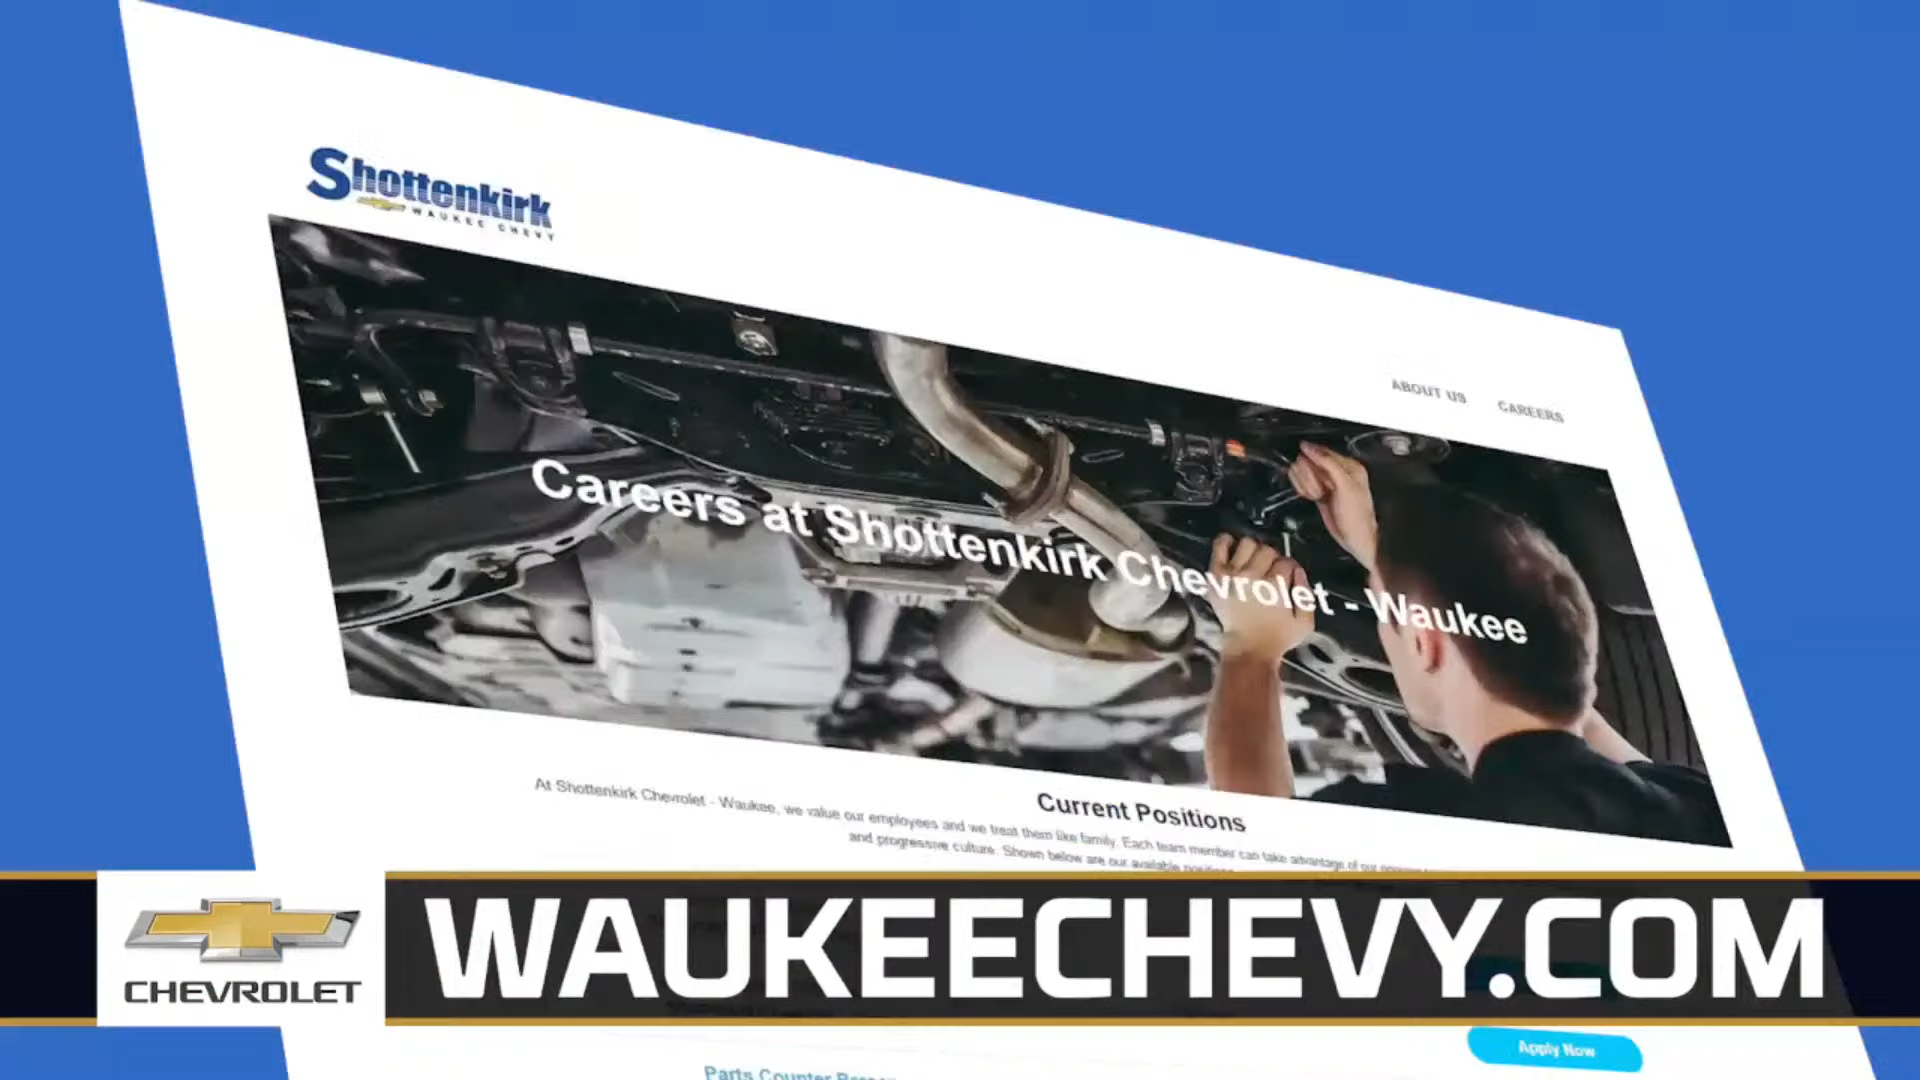 Shottenkirk
WAUKEE CHEVY
ABOUT US CAREERS
Careers at Shottenkirk Chevrolet - Waukee
Current Positions
At Shottenkirk Chevrolet - Waukee, we value our employees and we treat them like family. Each team member can take advantage of our
and progressive culture. Shown below are our available positions
CHEVROLET
WAUKEECHEVY.COM
Apply Now
Parts Counter